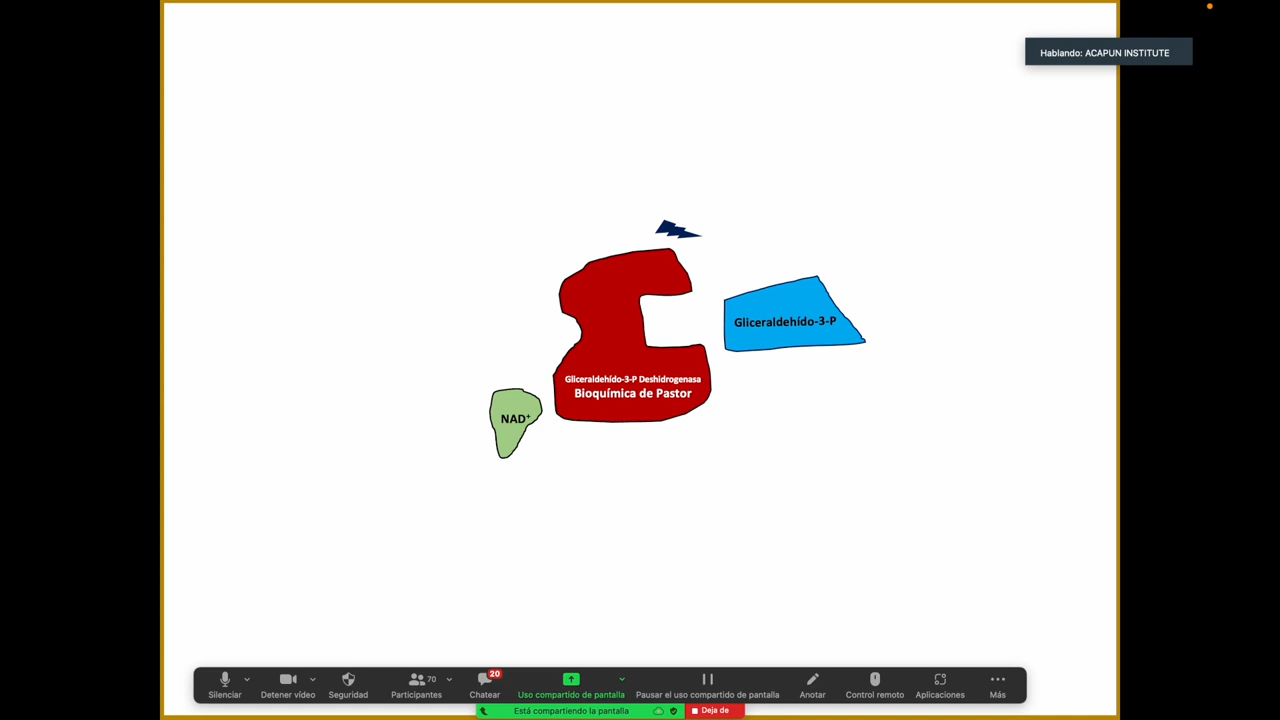 Hablando: ACAPUN INSTITUTE
Gliceraldehído-3-P
Gliceraldehído-3-P Deshidrogenasa
Bioquímica de Pastor
NAD⁺
70
20
Silenciar
Detener vídeo
Seguridad
Participantes
Chatear
Uso compartido de pantalla
Pausar el uso compartido de pantalla
Anotar
Control remoto
Aplicaciones
Más
Está compartiendo la pantalla
Deja de